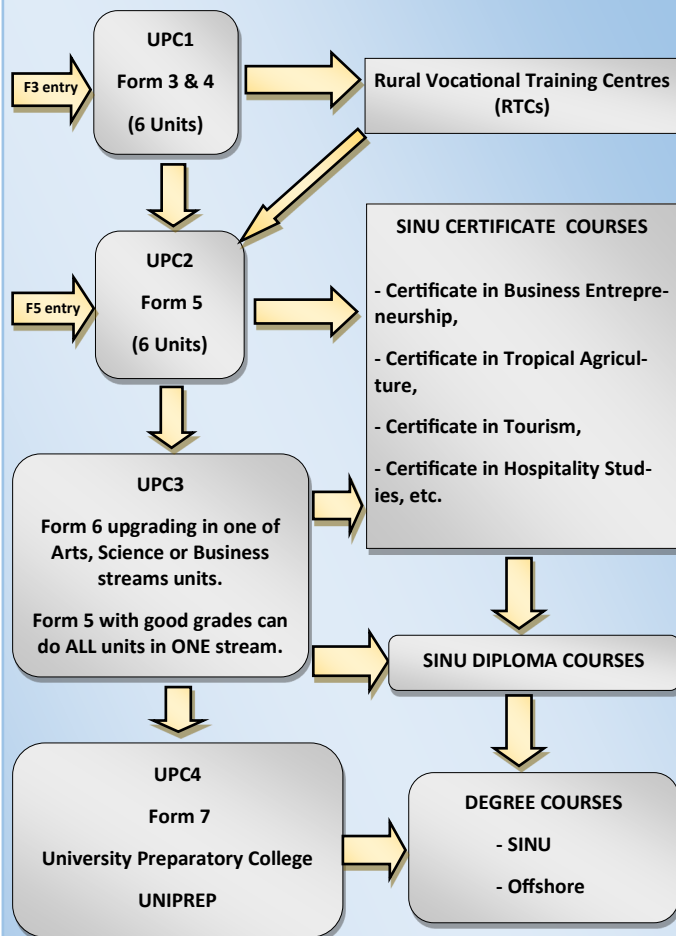 F3 entry
UPC1
Form 3 & 4
(6 Units)
Rural Vocational Training Centres
(RTCs)
F5 entry
UPC2
Form 5
(6 Units)
SINU CERTIFICATE COURSES
- Certificate in Business Entrepre-
neurship,
- Certificate in Tropical Agricul-
ture,
- Certificate in Tourism,
- Certificate in Hospitality Stud-
ies, etc.
UPC3
Form 6 upgrading in one of
Arts, Science or Business
streams units.
Form 5 with good grades can
do ALL units in ONE stream.
SINU DIPLOMA COURSES
UPC4
Form 7
University Preparatory College
UNIPREP
DEGREE COURSES
- SINU
- Offshore